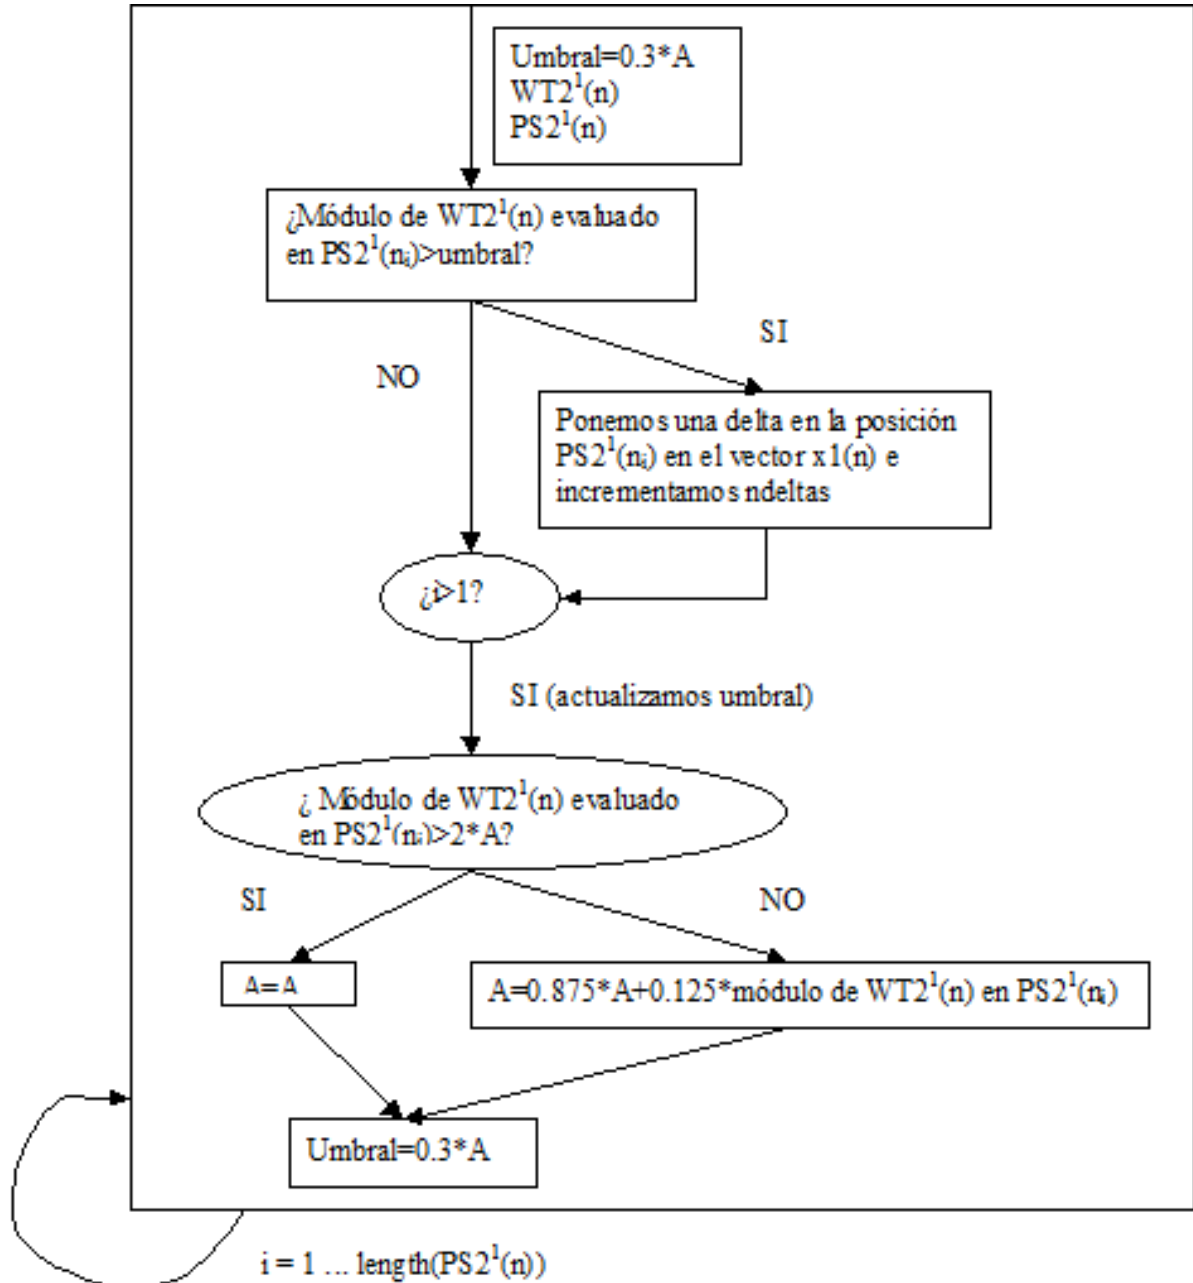 Umbral=0.3*A
WT2¹(n)
PS2¹(n)
¿Módulo de WT2¹(n) evaluado
en PS2¹(nᵢ)>umbral?
SI
NO
Ponemos una delta en la posición
PS2¹(nᵢ) en el vector x1(n) e
incrementamos ndeltas
¿i>1?
SI (actualizamos umbral)
¿ Módulo de WT2¹(n) evaluado
en PS2¹(nᵢ)>2*A?
SI
NO
A=A
A=0.875*A+0.125*módulo de WT2¹(n) en PS2¹(nᵢ)
Umbral=0.3*A
i = 1 ... length(PS2¹(n))